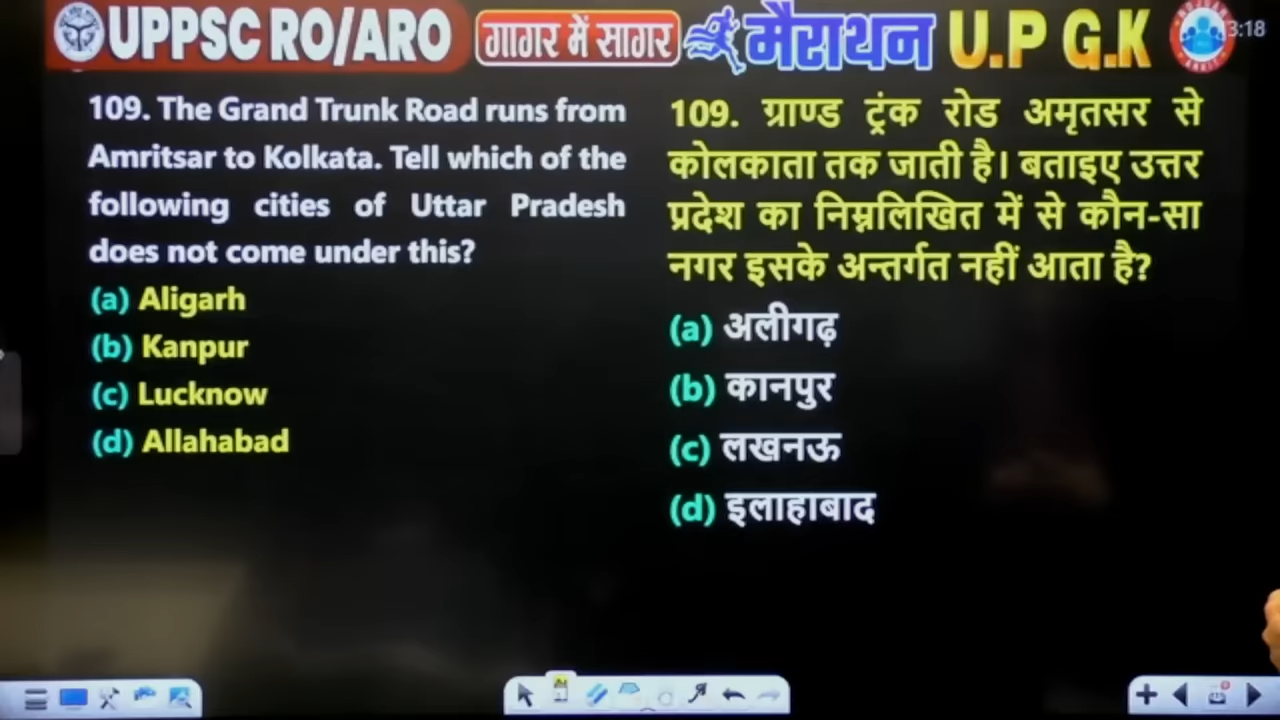 UPPSC RO/ARO गागर में सागर मैराथन U.P G.K
3:18
109. The Grand Trunk Road runs from
Amritsar to Kolkata. Tell which of the
following cities of Uttar Pradesh
does not come under this?
(a) Aligarh
(b) Kanpur
(c) Lucknow
(d) Allahabad
109. ग्राण्ड ट्रंक रोड अमृतसर से
कोलकाता तक जाती है। बताइए उत्तर
प्रदेश का निम्नलिखित में से कौन-सा
नगर इसके अन्तर्गत नहीं आता है?
(a) अलीगढ़
(b) कानपुर
(c) लखनऊ
(d) इलाहाबाद